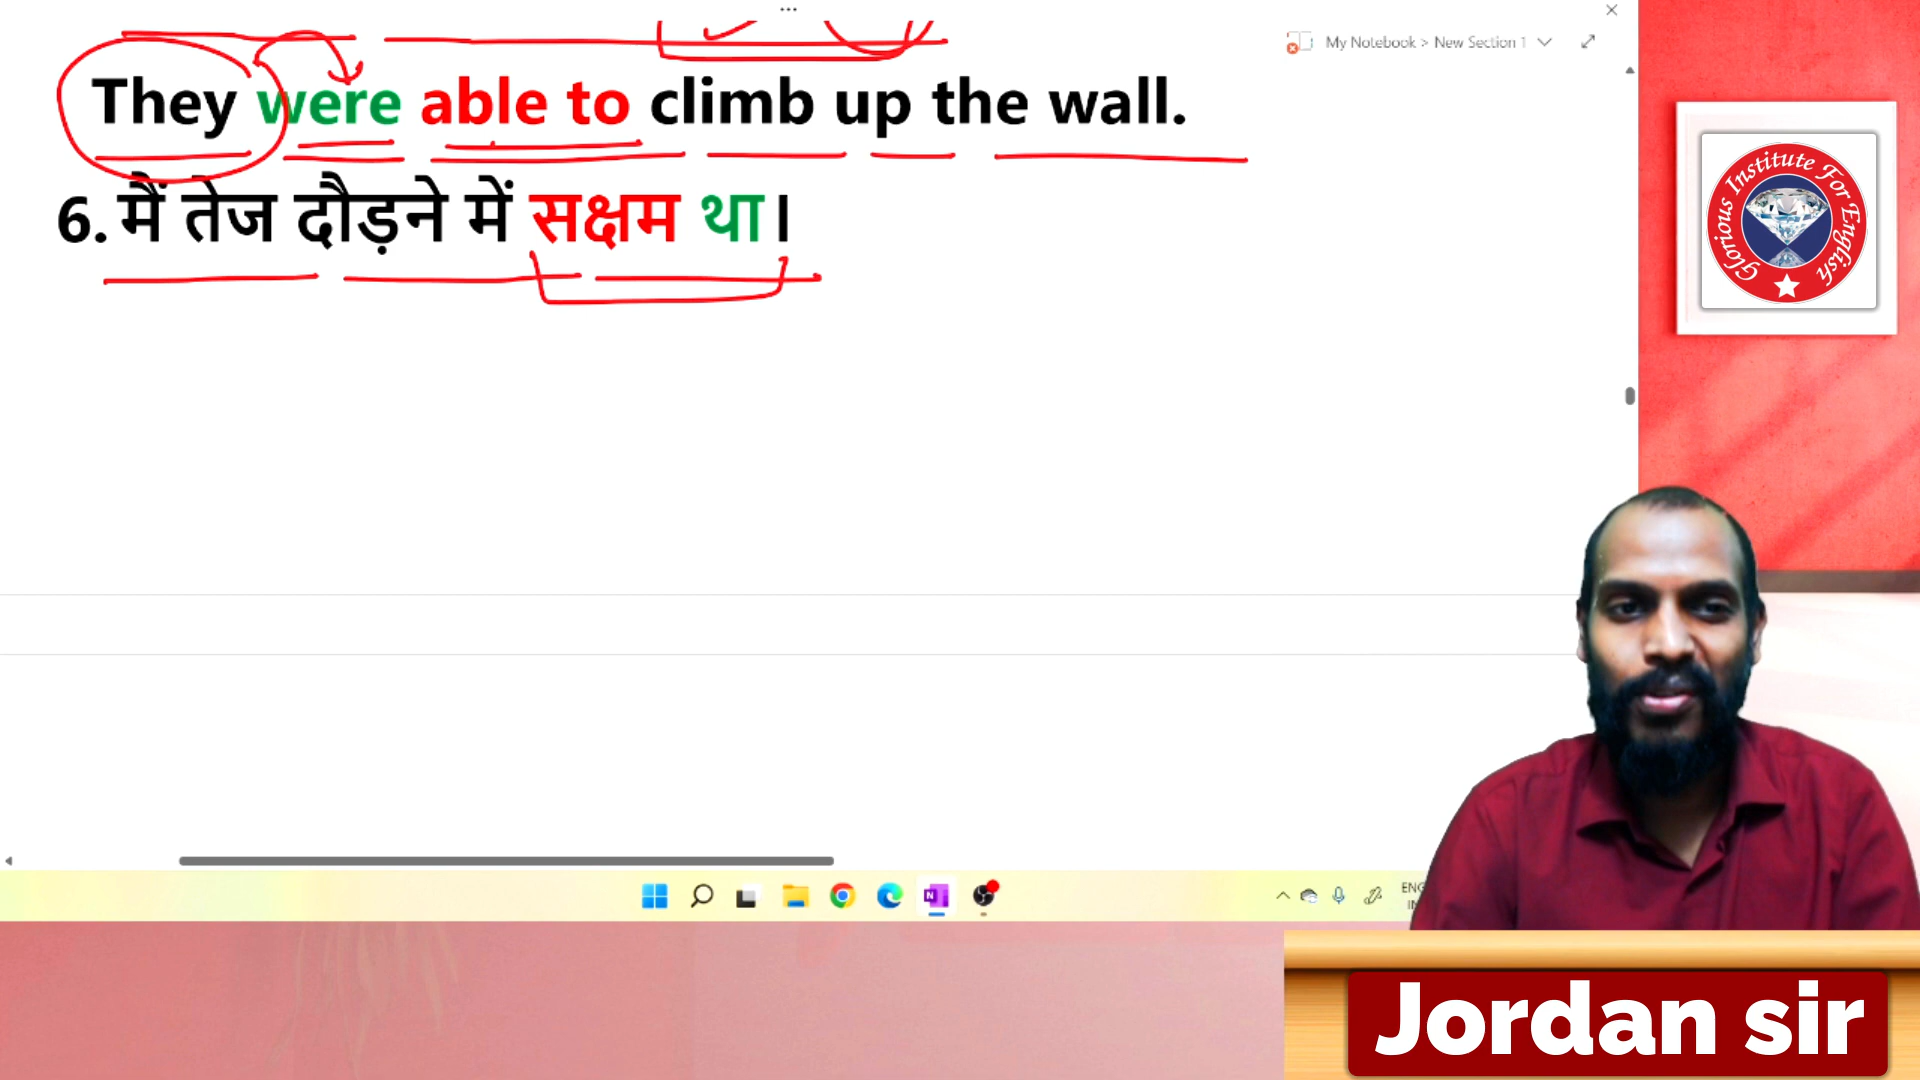 My Notebook > New Section 1
They were able to climb up the wall.
6. मैं तेज दौड़ने में सक्षम था।
Glorious Institute For English
ENG
Jordan sir